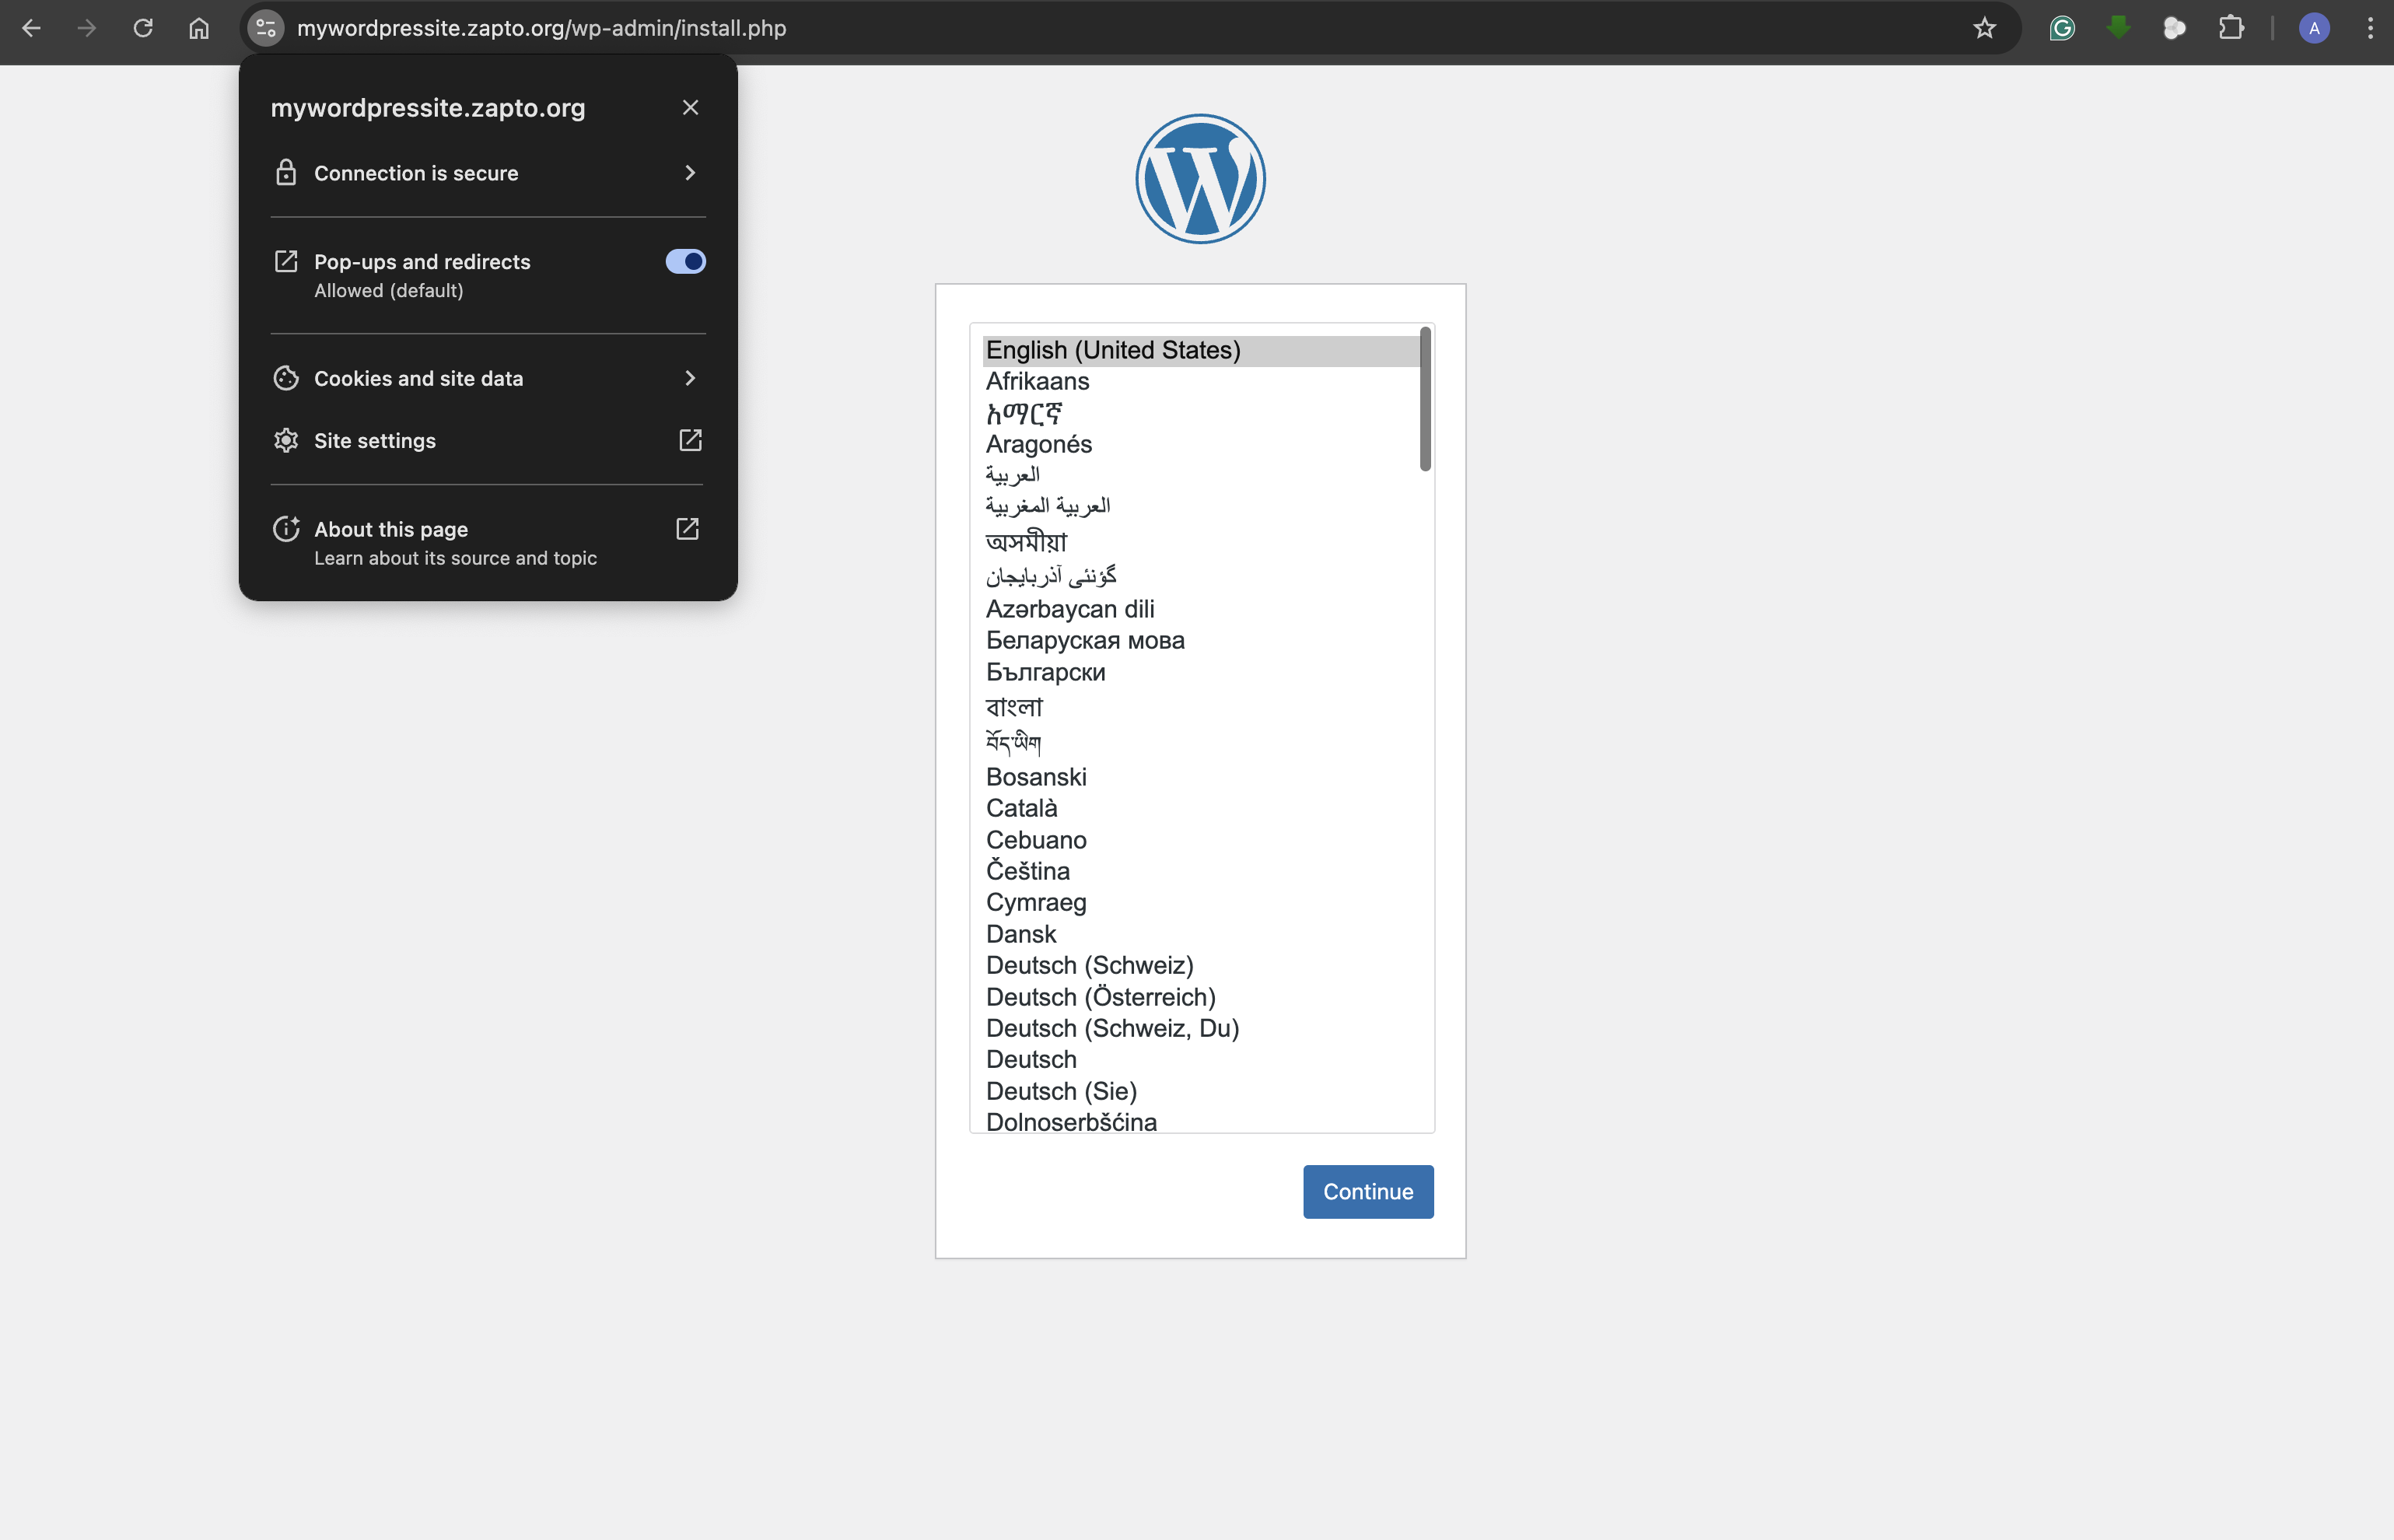 mywordpressite.zapto.org/wp-admin/install.php
A
mywordpressite.zapto.org
Connection is secure
Pop-ups and redirects
Allowed (default)
Cookies and site data
Site settings
About this page
Learn about its source and topic
English (United States)
Afrikaans
አማርኛ
Aragonés
العربية
العربية المغربية
অসমীয়া
گؤنئی آذربایجان
Azərbaycan dili
Беларуская мова
Български
বাংলা
བོད་ཡིག
Bosanski
Català
Cebuano
Čeština
Cymraeg
Dansk
Deutsch (Schweiz)
Deutsch (Österreich)
Deutsch (Schweiz, Du)
Deutsch
Deutsch (Sie)
Dolnoserbšćina
Continue